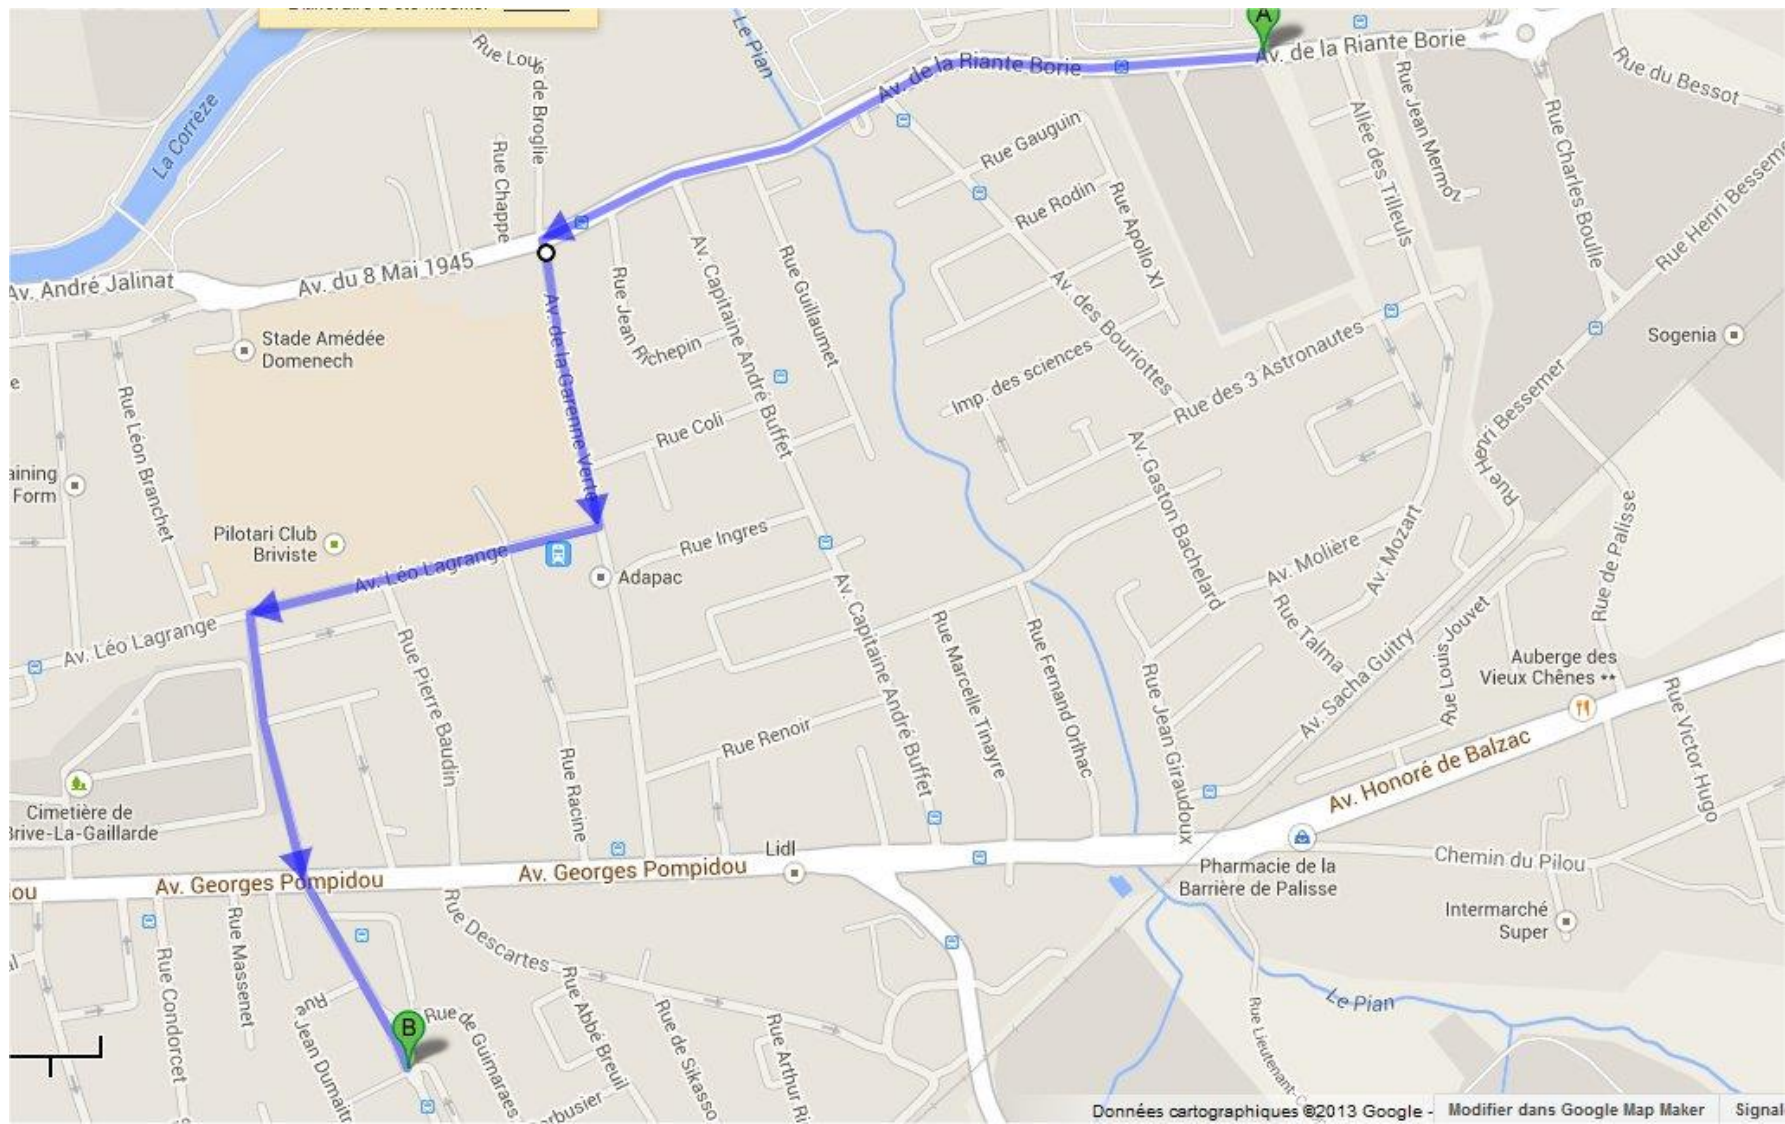 A
Av. de la Riante Borie
Av. de la Riante Borie
Le Pian
Rue Louis de Broglie
Rue du Bessot
La Corrèze
Rue Chappe
Rue Gauguin
Allée des Tilleuls
Rue Jean Mermoz
Rue Charles Boulle
Rue Henri Besseme
Rue Rodin
Rue Apollo XI
Av. André Jalinat
Av. du 8 Mai 1945
Av. Capitaine André Buffet
Rue Guillaumet
Rue Jean Richepin
Av. de la Garenne Verte
Av. des Bouriottes
Stade Amédée
Domenech
Sogenia
Imp. des sciences
Rue des 3 Astronautes
e
Rue Léon Branchet
Rue Coli
Rue Henri Bessemer
Rue H
aining
Form
Av. Gaston Bachelard
Pilotari Club
Briviste
Rue Ingres
Av. Molière
Av. Mozart
Rue de Palisse
Av. Léo Lagrange
Adapac
Av. Léo Lagrange
Av. Capitaine André Buffet
Rue Talma
Rue Louis Jouvet
Rue Pierre Baudin
Rue Marcelle Tinayre
Rue Fernand Orlhac
Rue Jean Giraudoux
Av. Sacha Guitry
Auberge des
Vieux Chênes **
Rue Victor Hugo
Rue Renoir
Rue Racine
Av. Honoré de Balzac
Cimetière de
Brive-La-Gaillarde
Lidl
Av. Georges Pompidou
Av. Georges Pompidou
ou
Pharmacie de la
Barrière de Palisse
Chemin du Pilou
Intermarché
Super
Rue Massenet
Rue Condorcet
Rue Descartes
Le Pian
B
Rue de Guimaraes
Rue Jean Dumaitr
Rue Abbé Breuil
Rue de Sikasso
Rue Arthur Ri
Rue Lieutenant-C
orbusier
Données cartographiques ©2013 Google -
Modifier dans Google Map Maker
Signal